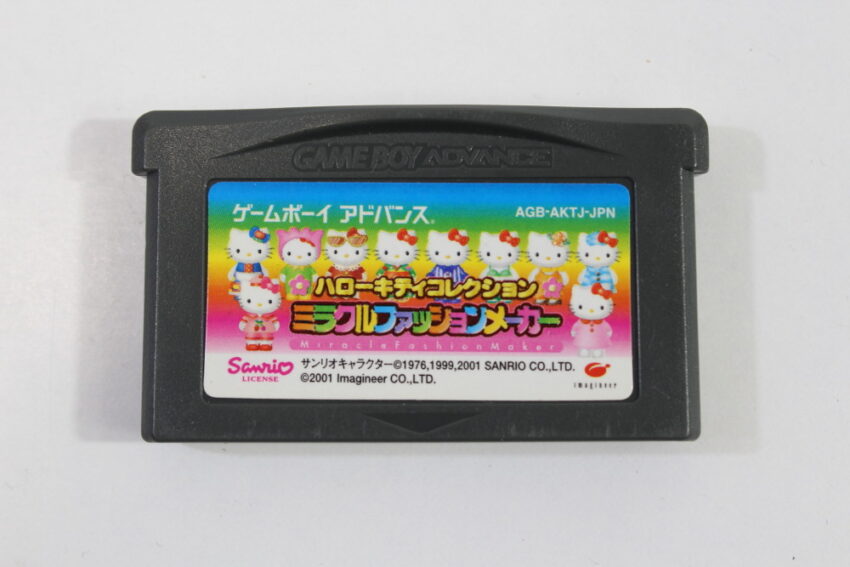 GAME BOY ADVANCE
ゲームボーイ アドバンス®
AGB-AKTJ-JPN
ハローキティコレクション
ミラクルファッションメーカー
MiracleFashionMaker
Sanrio
LICENSE
サンリオキャラクター©1976,1999,2001 SANRIO CO.,LTD.
©2001 Imagineer CO.,LTD.
imagineer